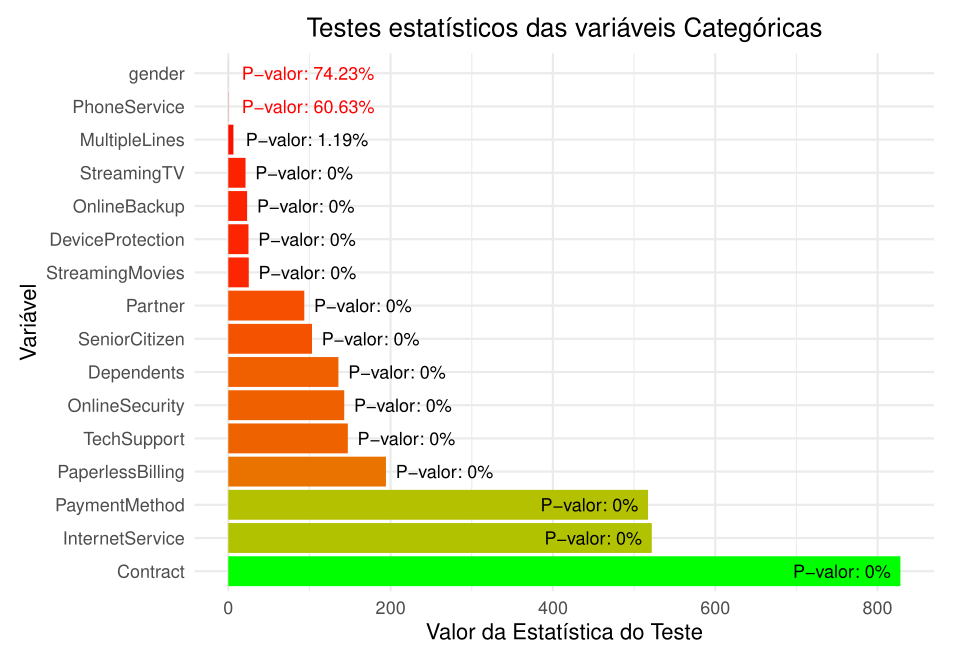 Testes estatísticos das variáveis Categóricas
Variável
gender P−valor: 74.23%
PhoneService P−valor: 60.63%
MultipleLines P−valor: 1.19%
StreamingTV P−valor: 0%
OnlineBackup P−valor: 0%
DeviceProtection P−valor: 0%
StreamingMovies P−valor: 0%
Partner P−valor: 0%
SeniorCitizen P−valor: 0%
Dependents P−valor: 0%
OnlineSecurity P−valor: 0%
TechSupport P−valor: 0%
PaperlessBilling P−valor: 0%
PaymentMethod P−valor: 0%
InternetService P−valor: 0%
Contract P−valor: 0%
0 200 400 600 800
Valor da Estatística do Teste